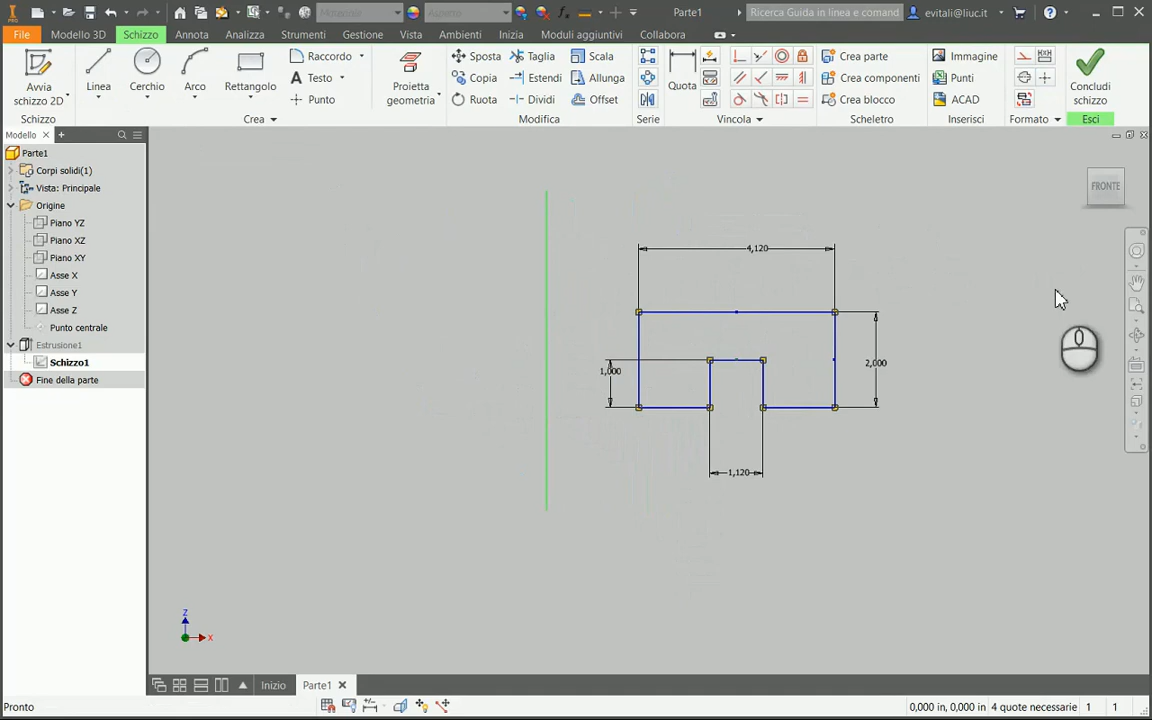 PRO
Materiale
Aspetto
Parte1
Ricerca Guida in linea e comand
evitali@liuc.it
File
Modello 3D
Schizzo
Annota
Analizza
Strumenti
Gestione
Vista
Ambienti
Inizia
Moduli aggiuntivi
Collabora
Avvia
schizzo 2D
Linea
Cerchio
Arco
Rettangolo
Raccordo
Testo
Punto
Proietta
geometria
Sposta
Copia
Ruota
Taglia
Estendi
Dividi
Scala
Allunga
Offset
Quota
Crea parte
Crea componenti
Crea blocco
Immagine
Punti
ACAD
Concludi
schizzo
Schizzo
Crea
Modifica
Serie
Vincola
Scheletro
Inserisci
Formato
Esci
Modello
Parte1
Corpi solidi(1)
Vista: Principale
Origine
Piano YZ
Piano XZ
Piano XY
Asse X
Asse Y
Asse Z
Punto centrale
Estrusione1
Schizzo1
Fine della parte
FRONTE
4,120
1,000
2,000
1,120
Z
X
Inizio
Parte1
Pronto
0,000 in, 0,000 in
4 quote necessarie
1
1